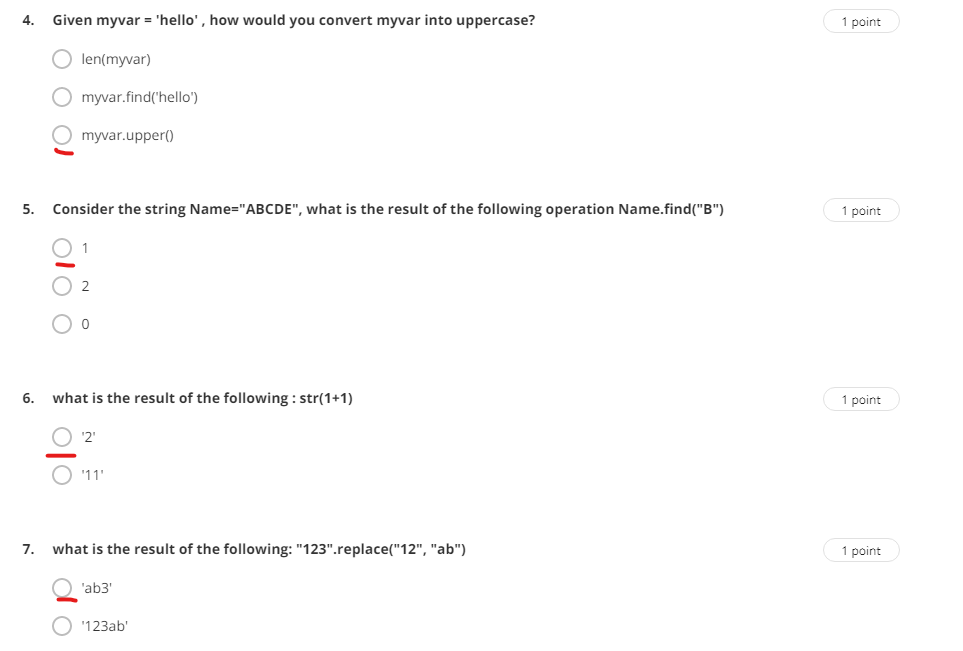 4. Given myvar = 'hello' , how would you convert myvar into uppercase? 1 point
len(myvar)
myvar.find('hello')
myvar.upper()
5. Consider the string Name="ABCDE", what is the result of the following operation Name.find("B") 1 point
1
2
0
6. what is the result of the following : str(1+1) 1 point
'2'
'11'
7. what is the result of the following: "123".replace("12", "ab") 1 point
'ab3'
'123ab'